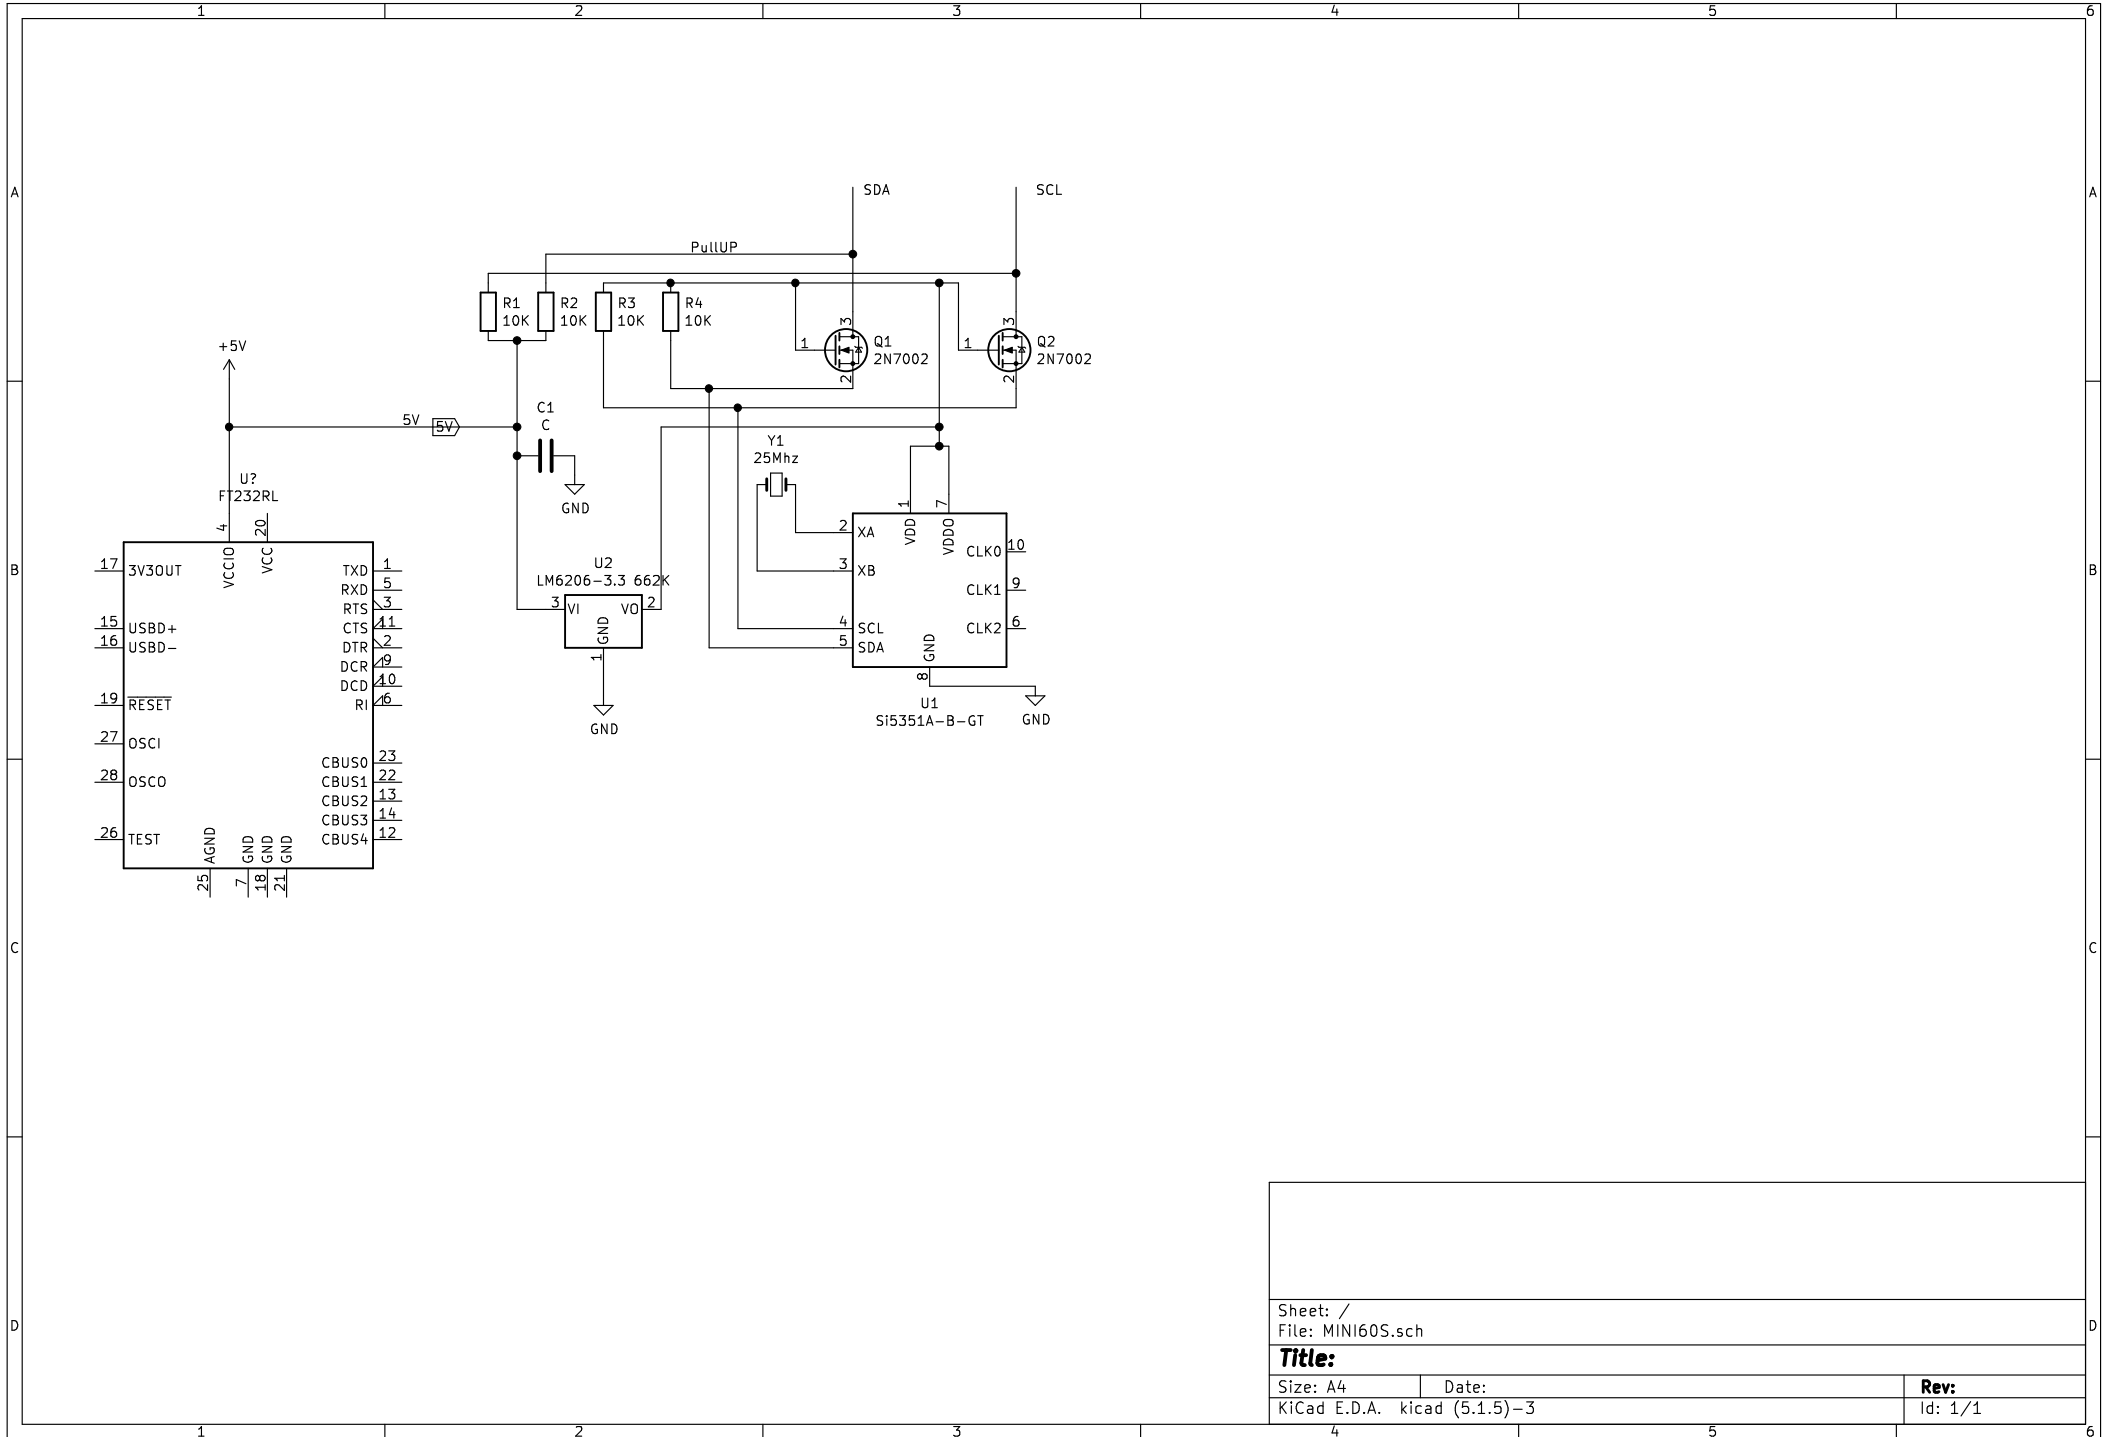 1 2 3 4 5 6
A A
SDA SCL
PullUP
R1
10K
R2
10K
R3
10K
R4
10K
3 3
1 1
Q1
2N7002
Q2
2N7002
2 2
+5V
5V 5V
C1
C
GND
Y1
25Mhz
U?
FT232RL
4 20
VCCIO VCC
17 3V3OUT
15 USBD+
16 USBD-
19 RESET
27 OSCI
28 OSCO
26 TEST
TXD 1
RXD 5
RTS 3
CTS 11
DTR 2
DCR 9
DCD 10
RI 6
CBUS0 23
CBUS1 22
CBUS2 13
CBUS3 14
CBUS4 12
AGND GND GND GND
25 7 18 21
U2
LM6206-3.3 662K
3 VI VO 2
GND
1
GND
1 7
VDD VDDO
2 XA
3 XB
4 SCL
5 SDA
CLK0 10
CLK1 9
CLK2 6
GND
8
U1
Si5351A-B-GT
GND
B B
C C
D D
Sheet: /
File: MINI60S.sch
Title:
Size: A4 Date: Rev:
KiCad E.D.A. kicad (5.1.5)-3 Id: 1/1
1 2 3 4 5 6